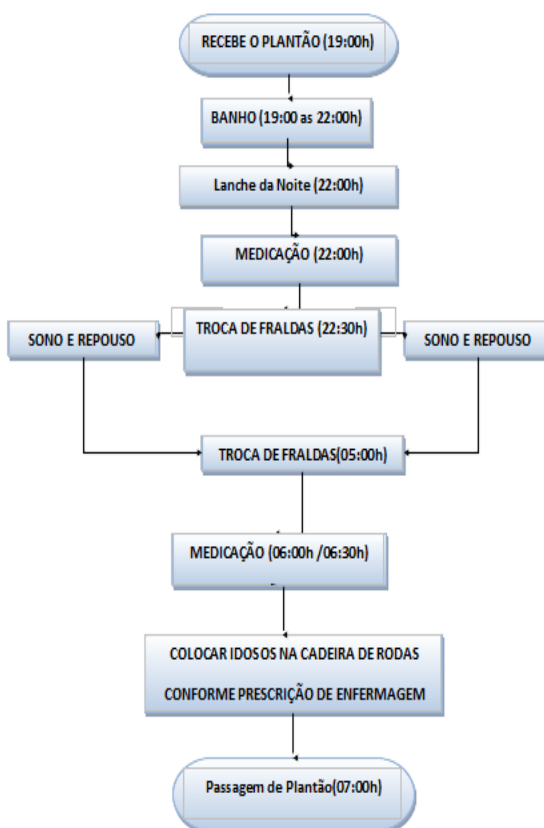 RECEBE O PLANTÃO (19:00h)
BANHO (19:00 as 22:00h)
Lanche da Noite (22:00h)
MEDICAÇÃO (22:00h)
TROCA DE FRALDAS (22:30h)
SONO E REPOUSO
SONO E REPOUSO
TROCA DE FRALDAS(05:00h)
MEDICAÇÃO (06:00h /06:30h)
COLOCAR IDOSOS NA CADEIRA DE RODAS
CONFORME PRESCRIÇÃO DE ENFERMAGEM
Passagem de Plantão(07:00h)